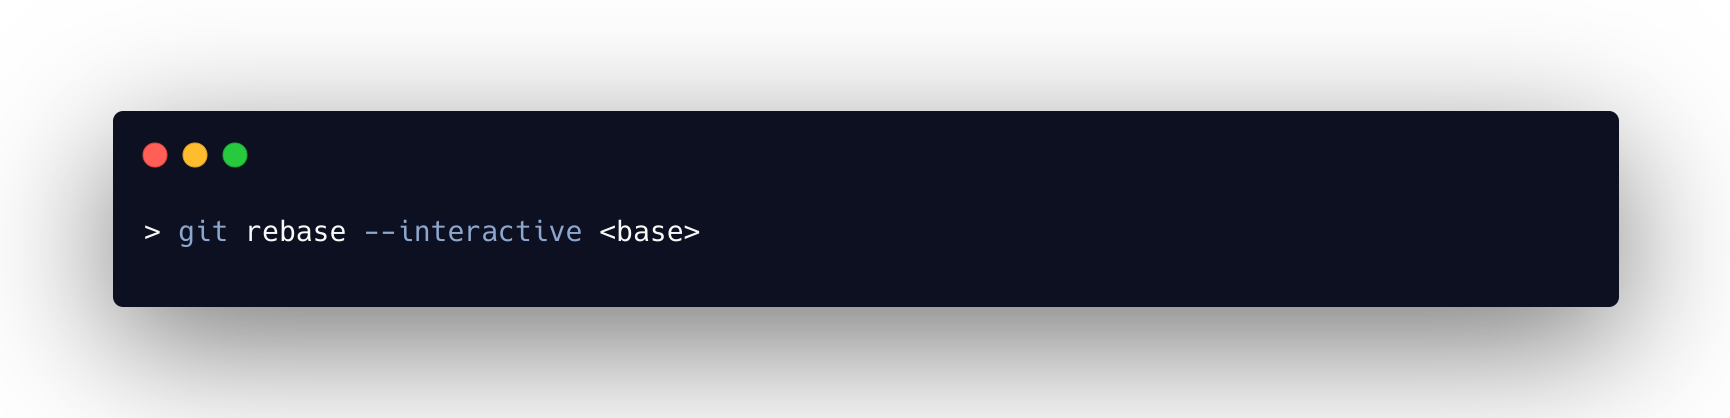 > git rebase --interactive <base>